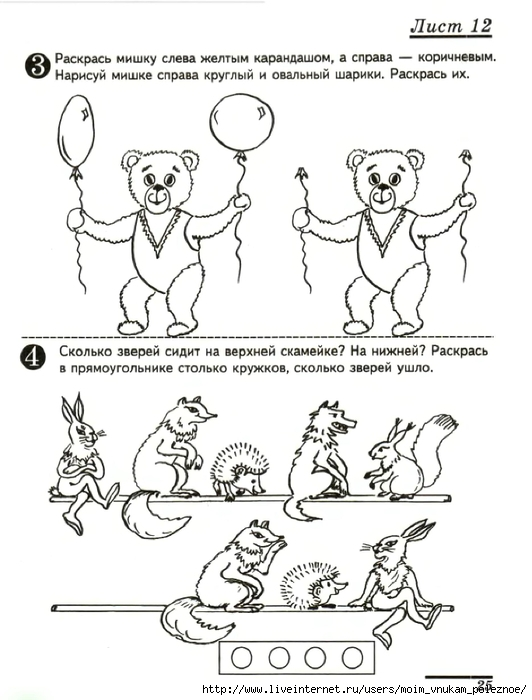 Лист 12
3 Раскрась мишку слева желтым карандашом, а справа — коричневым.
Нарисуй мишке справа круглый и овальный шарики. Раскрась их.
4 Сколько зверей сидит на верхней скамейке? На нижней? Раскрась
в прямоугольнике столько кружков, сколько зверей ушло.
25
http://www.liveinternet.ru/users/moim_vnukam_poleznoe/